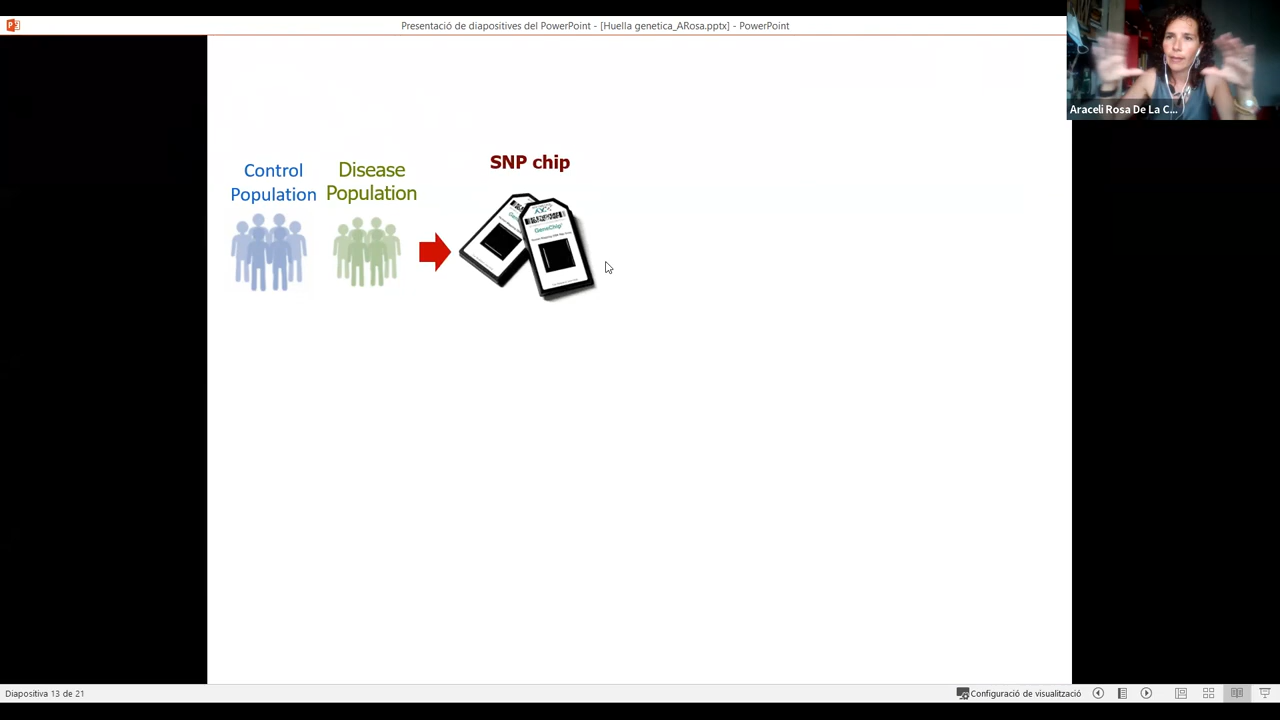 Presentació de diapositives del PowerPoint - [Huella genetica_ARosa.pptx] - PowerPoint
Araceli Rosa De La C...
Control
Population
Disease
Population
SNP chip
GeneChip
Diapositiva 13 de 21
Configuració de visualització